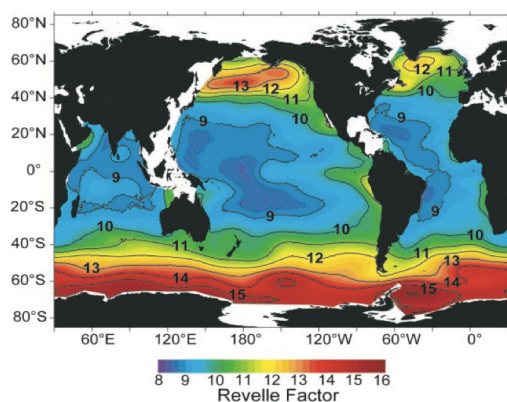 80°N
60°N
40°N
20°N
0°
20°S
40°S
60°S
80°S
12 11
13 12
11 10
10
9 9
9
9
9
10 10 10
11 12 11
13 13
14 14
15 15
60°E 120°E 180°W 120°W 60°W 0°
8 9 10 11 12 13 14 15 16
Revelle Factor